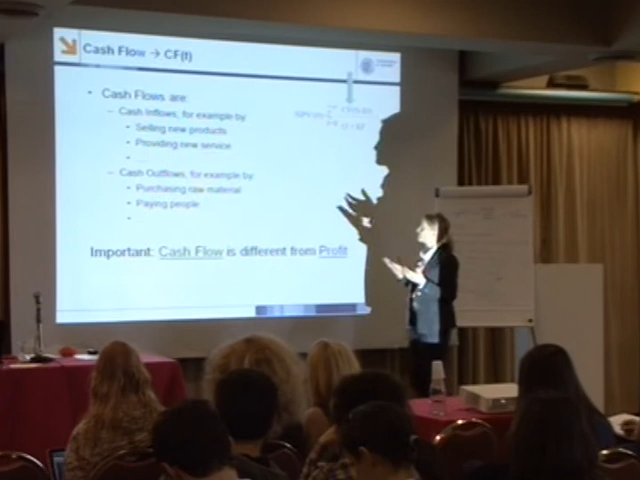 Cash Flow → CF(t)
• Cash Flows are:
– Cash Inflows, for example by
• Selling new products
• Providing new service
• ....
– Cash Outflows, for example by:
• Purchasing raw material
• Paying people
•
Important: Cash Flow is different from Profit